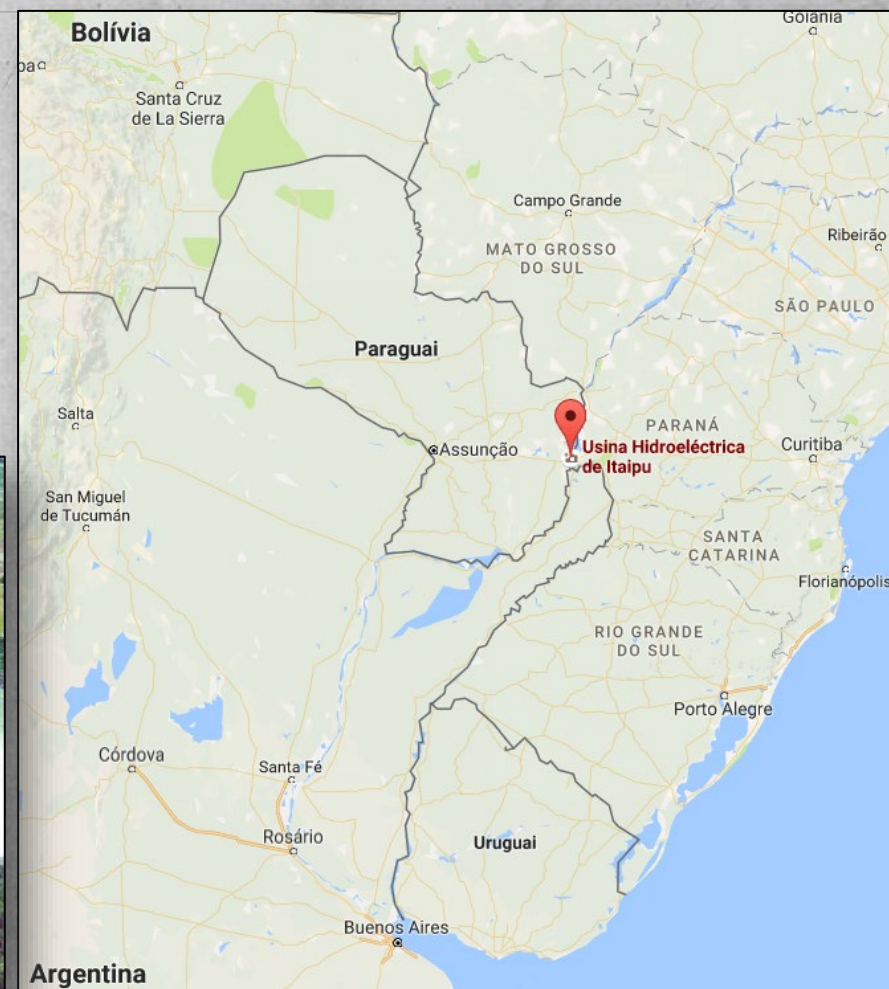 Bolívia
Goiânia
Santa Cruz
de La Sierra
Campo Grande
MATO GROSSO
DO SUL
Ribeirão
SÃO PAULO
Paraguai
PARANÁ
Salta
Assunção
Usina Hidroeléctrica
de Itaipu
Curitiba
San Miguel
de Tucumán
SANTA
CATARINA
Florianópolis
RIO GRANDE
DO SUL
Porto Alegre
Córdova
Santa Fé
Rosário
Uruguai
Buenos Aires
Argentina